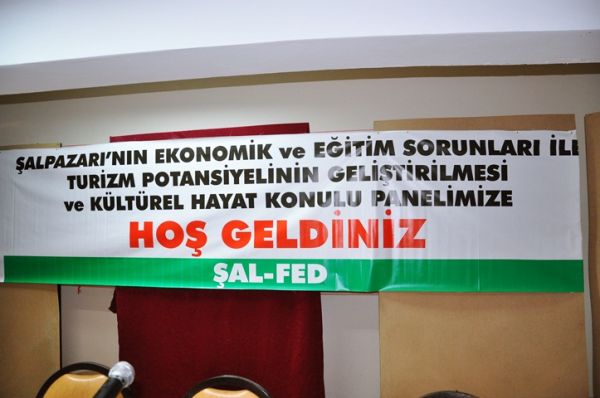 ŞALPAZARI'NIN EKONOMİK ve EĞİTİM SORUNLARI İLE
TURİZM POTANSİYELİNİN GELİŞTİRİLMESİ
ve KÜLTÜREL HAYAT KONULU PANELİMİZE
HOŞ GELDİNİZ
ŞAL-FED